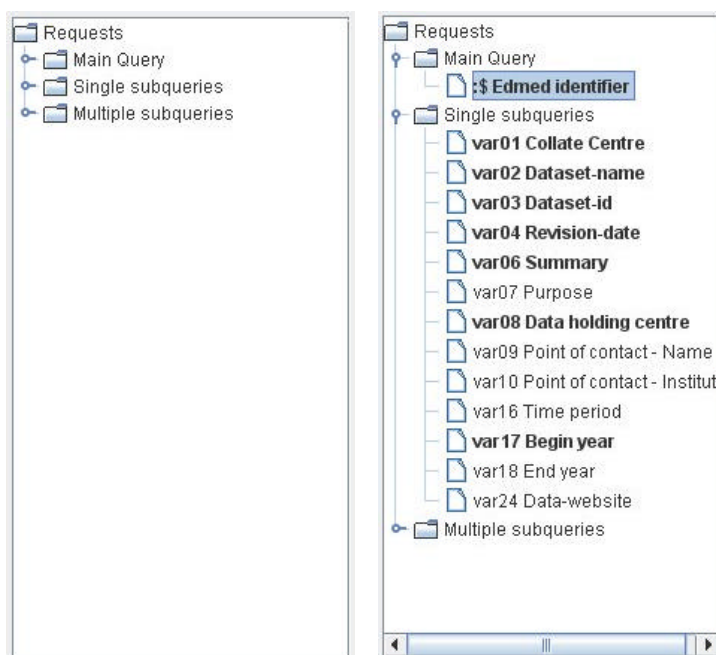 Requests
Main Query
Single subqueries
Multiple subqueries
Requests
Main Query
:$ Edmed identifier
Single subqueries
var01 Collate Centre
var02 Dataset-name
var03 Dataset-id
var04 Revision-date
var06 Summary
var07 Purpose
var08 Data holding centre
var09 Point of contact - Name
var10 Point of contact - Institut
var16 Time period
var17 Begin year
var18 End year
var24 Data-website
Multiple subqueries